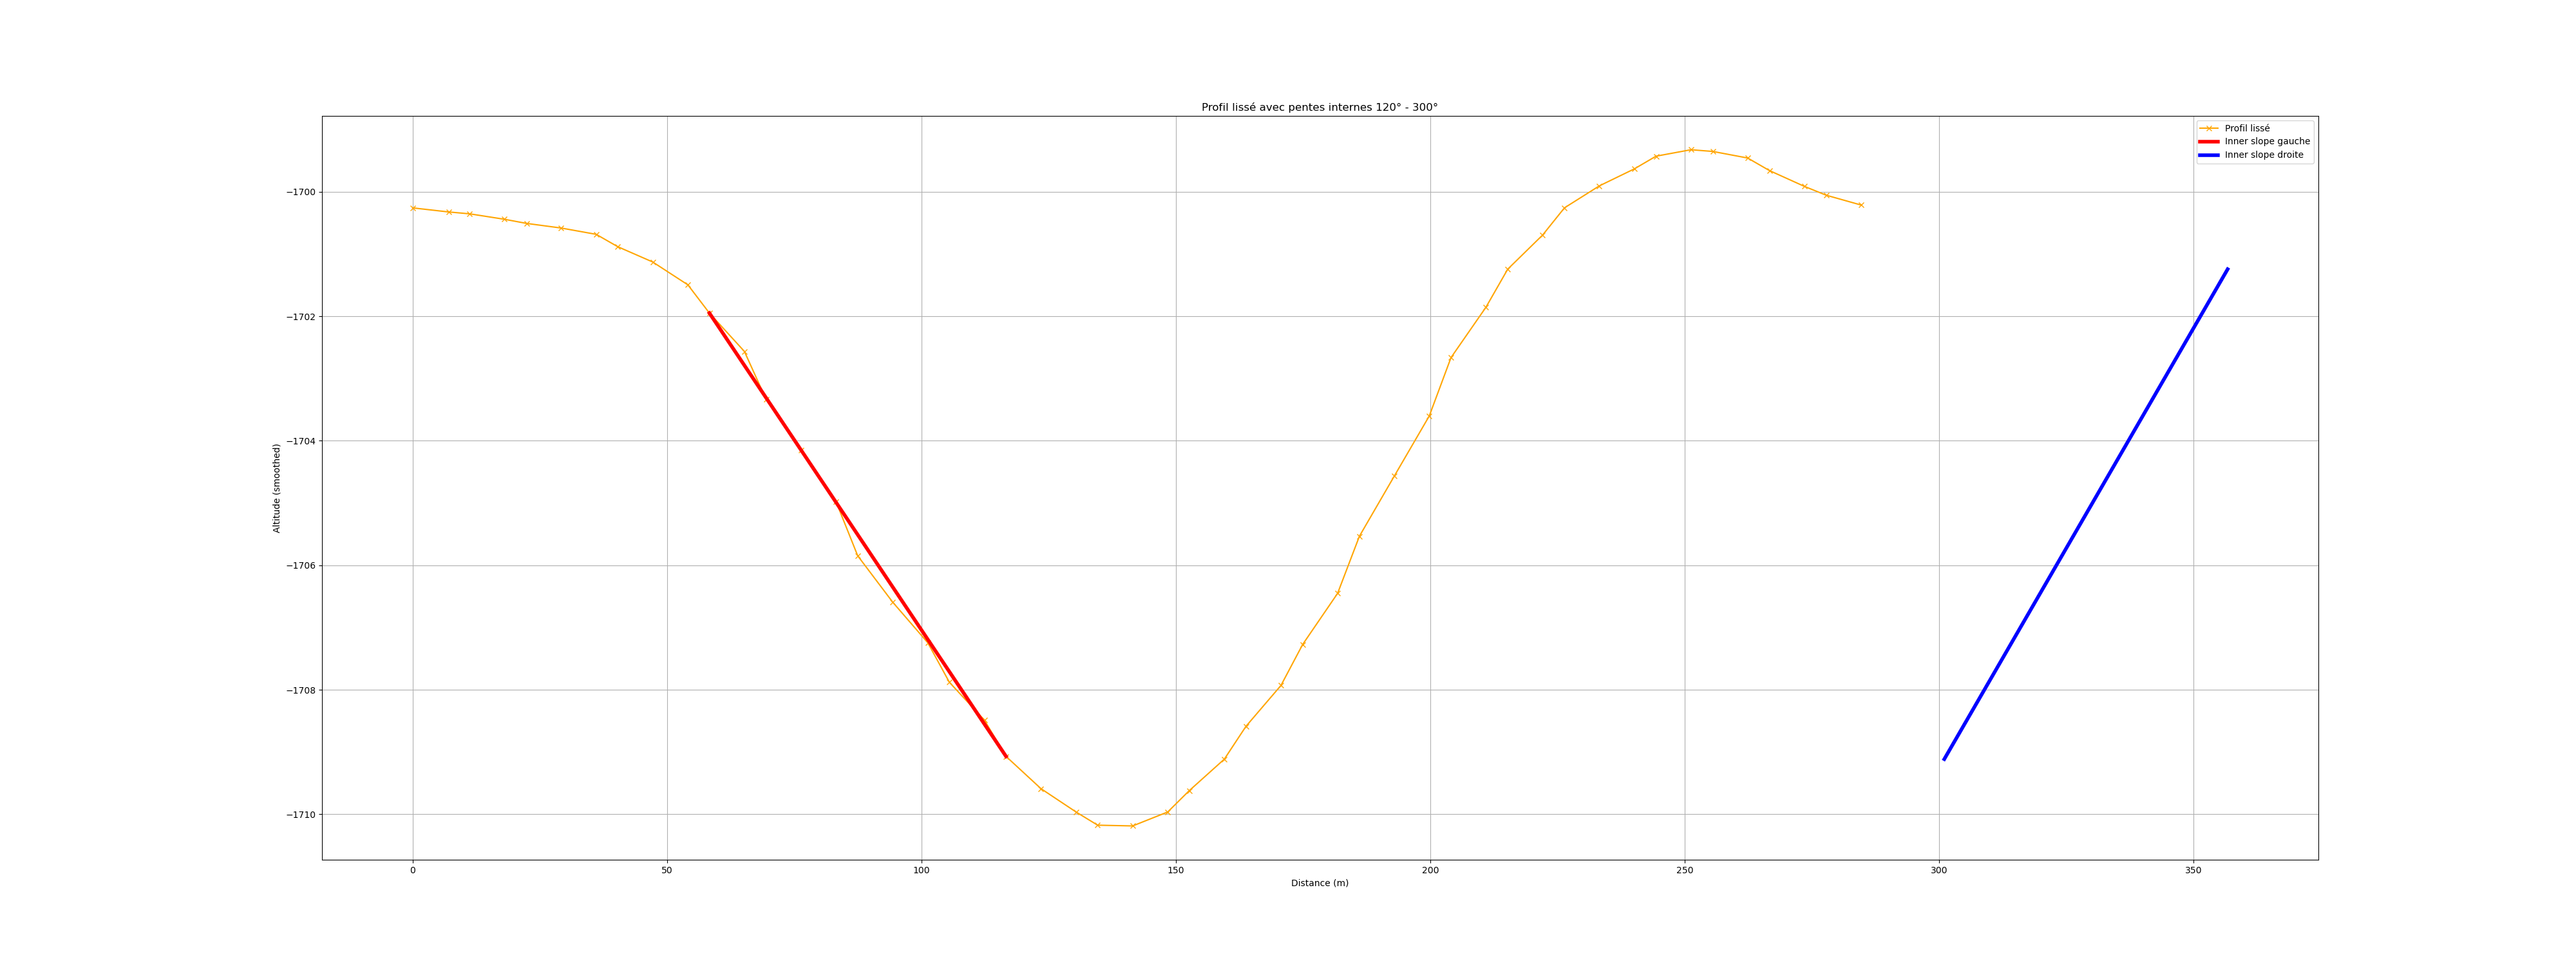 Profil lissé avec pentes internes 120° - 300°
Profil lissé
Inner slope gauche
Inner slope droite
−1700
−1702
−1704
−1706
−1708
−1710
Altitude (smoothed)
0
50
100
150
200
250
300
350
Distance (m)